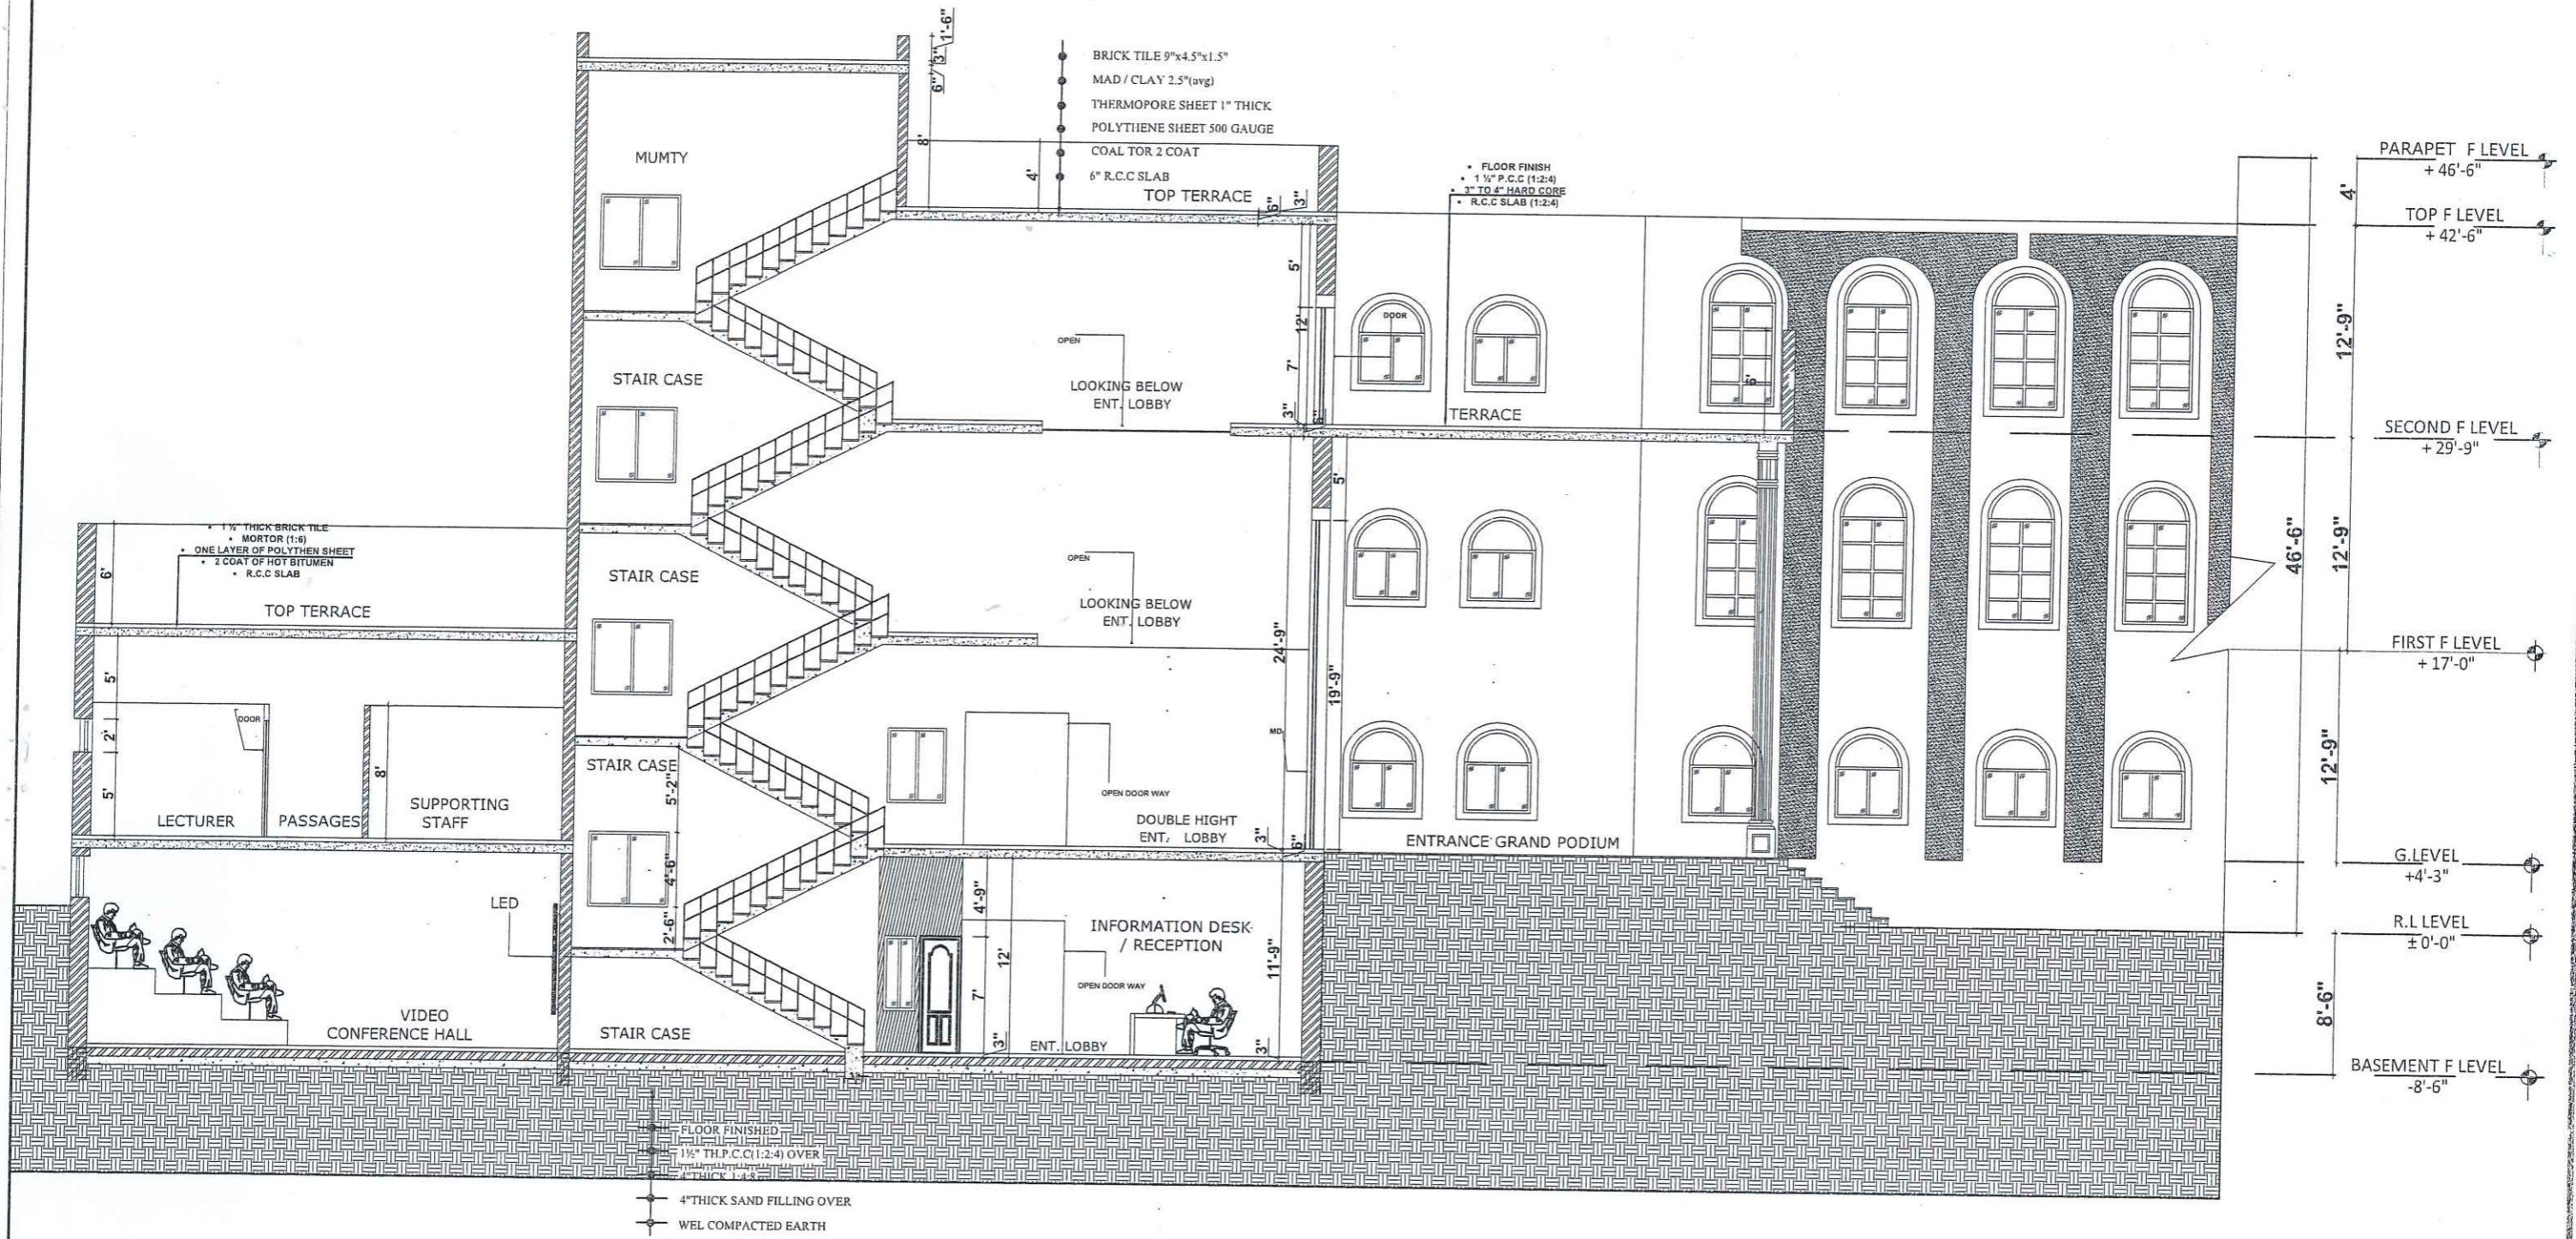 1'-6"
3"
6"
8'
BRICK TILE 9"x4.5"x1.5"
MAD / CLAY 2.5"(avg)
THERMOPORE SHEET 1" THICK
POLYTHENE SHEET 500 GAUGE
COAL TOR 2 COAT
6" R.C.C SLAB
4'
TOP TERRACE
6"
3"
MUMTY
• FLOOR FINISH
• 1 ½" P.C.C (1:2:4)
• 3" TO 4" HARD CORE
• R.C.C SLAB (1:2:4)
PARAPET F LEVEL
+ 46'-6"
4'
TOP F LEVEL
+ 42'-6"
5'
12'
7'
3"
DOOR
OPEN
LOOKING BELOW
ENT. LOBBY
STAIR CASE
TERRACE
6'
12'-9"
SECOND F LEVEL
+ 29'-9"
5'
• 1 ½" THICK BRICK TILE
• MORTOR (1:6)
• ONE LAYER OF POLYTHEN SHEET
• 2 COAT OF HOT BITUMEN
• R.C.C SLAB
6'
TOP TERRACE
STAIR CASE
OPEN
LOOKING BELOW
ENT. LOBBY
24'-9"
19'-9"
46'-6"
12'-9"
FIRST F LEVEL
+ 17'-0"
5'
2'
5'
DOOR
8'
LECTURER
PASSAGES
SUPPORTING
STAFF
STAIR CASE
5'-2"
4'-6"
2'-6"
MD
OPEN DOOR WAY
DOUBLE HIGHT
ENT. LOBBY
3"
6"
ENTRANCE GRAND PODIUM
12'-9"
G.LEVEL
+4'-3"
R.L LEVEL
± 0'-0"
LED
4'-9"
12'
7'
3"
INFORMATION DESK
/ RECEPTION
OPEN DOOR WAY
11'-9"
3"
VIDEO
CONFERENCE HALL
STAIR CASE
ENT. LOBBY
8'-6"
BASEMENT F LEVEL
-8'-6"
FLOOR FINISHED
1½" TH.P.C.C(1:2:4) OVER
4"THICK 1:4:8
4"THICK SAND FILLING OVER
WEL COMPACTED EARTH